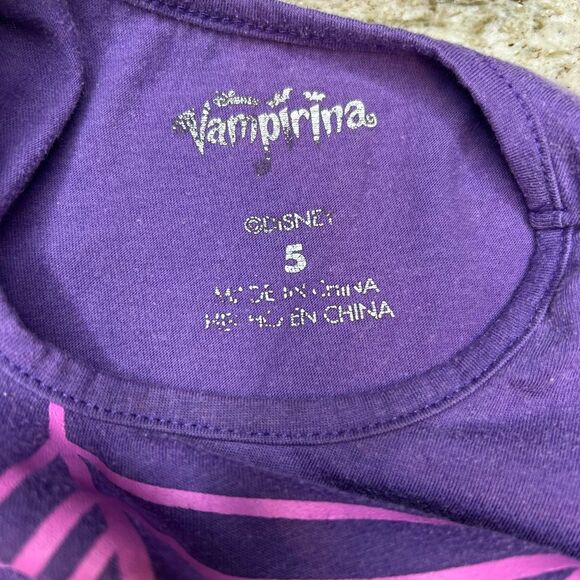 Disney
Vampirina
©DISNEY
5
MADE IN CHINA
HECHO EN CHINA